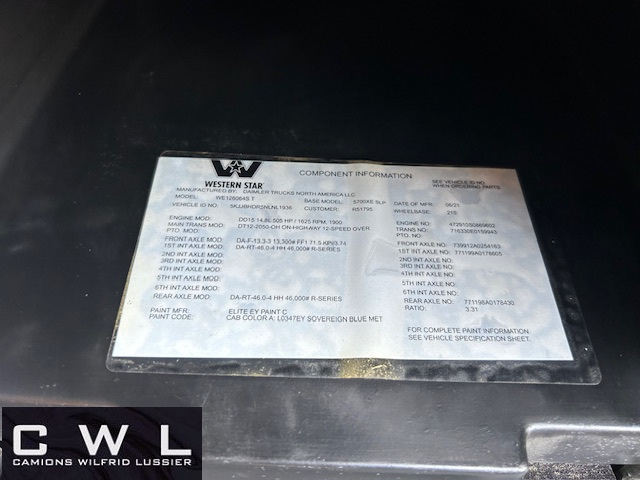 WESTERN STAR
COMPONENT INFORMATION
SEE VEHICLE ID NO.
WHEN ORDERING PARTS
MANUFACTURED BY: DAIMLER TRUCKS NORTH AMERICA LLC
MODEL: WE1260645 T BASE MODEL: 5700XE SLP DATE OF MFR: 06/21
VEHICLE ID NO: CUSTOMER: R51795 WHEELBASE: 218
ENGINE MOD: DD15 14.8L 505 HP / 1625 RPM, 1900 ENGINE NO:
MAIN TRANS MOD: DT12-2050-OH ON-HIGHWAY 12-SPEED OVER TRANS NO:
PTO. MOD: PTO NO:
FRONT AXLE MOD: DA-F-13.3-3 13,300# FF1 71.5 KPI/3.74 FRONT AXLE NO: 739912A0254163
1ST INT AXLE MOD: DA-RT-46.0-4 HH 46,000# R-SERIES 1ST INT AXLE NO: 771199A0178605
2ND INT AXLE MOD: 2ND INT AXLE NO:
3RD INT AXLE MOD: 3RD INT AXLE NO:
4TH INT AXLE MOD: 4TH INT AXLE NO:
5TH INT AXLE MOD: 5TH INT AXLE NO:
6TH INT AXLE MOD: 6TH INT AXLE NO:
REAR AXLE MOD: DA-RT-46.0-4 HH 46,000# R-SERIES REAR AXLE NO: 771198A0178430
RATIO: 3.31
PAINT MFR: ELITE EY PAINT C
PAINT CODE: CAB COLOR A: L0347EY SOVEREIGN BLUE MET
FOR COMPLETE PAINT INFORMATION
SEE VEHICLE SPECIFICATION SHEET.
CWL
CAMIONS WILFRID LUSSIER